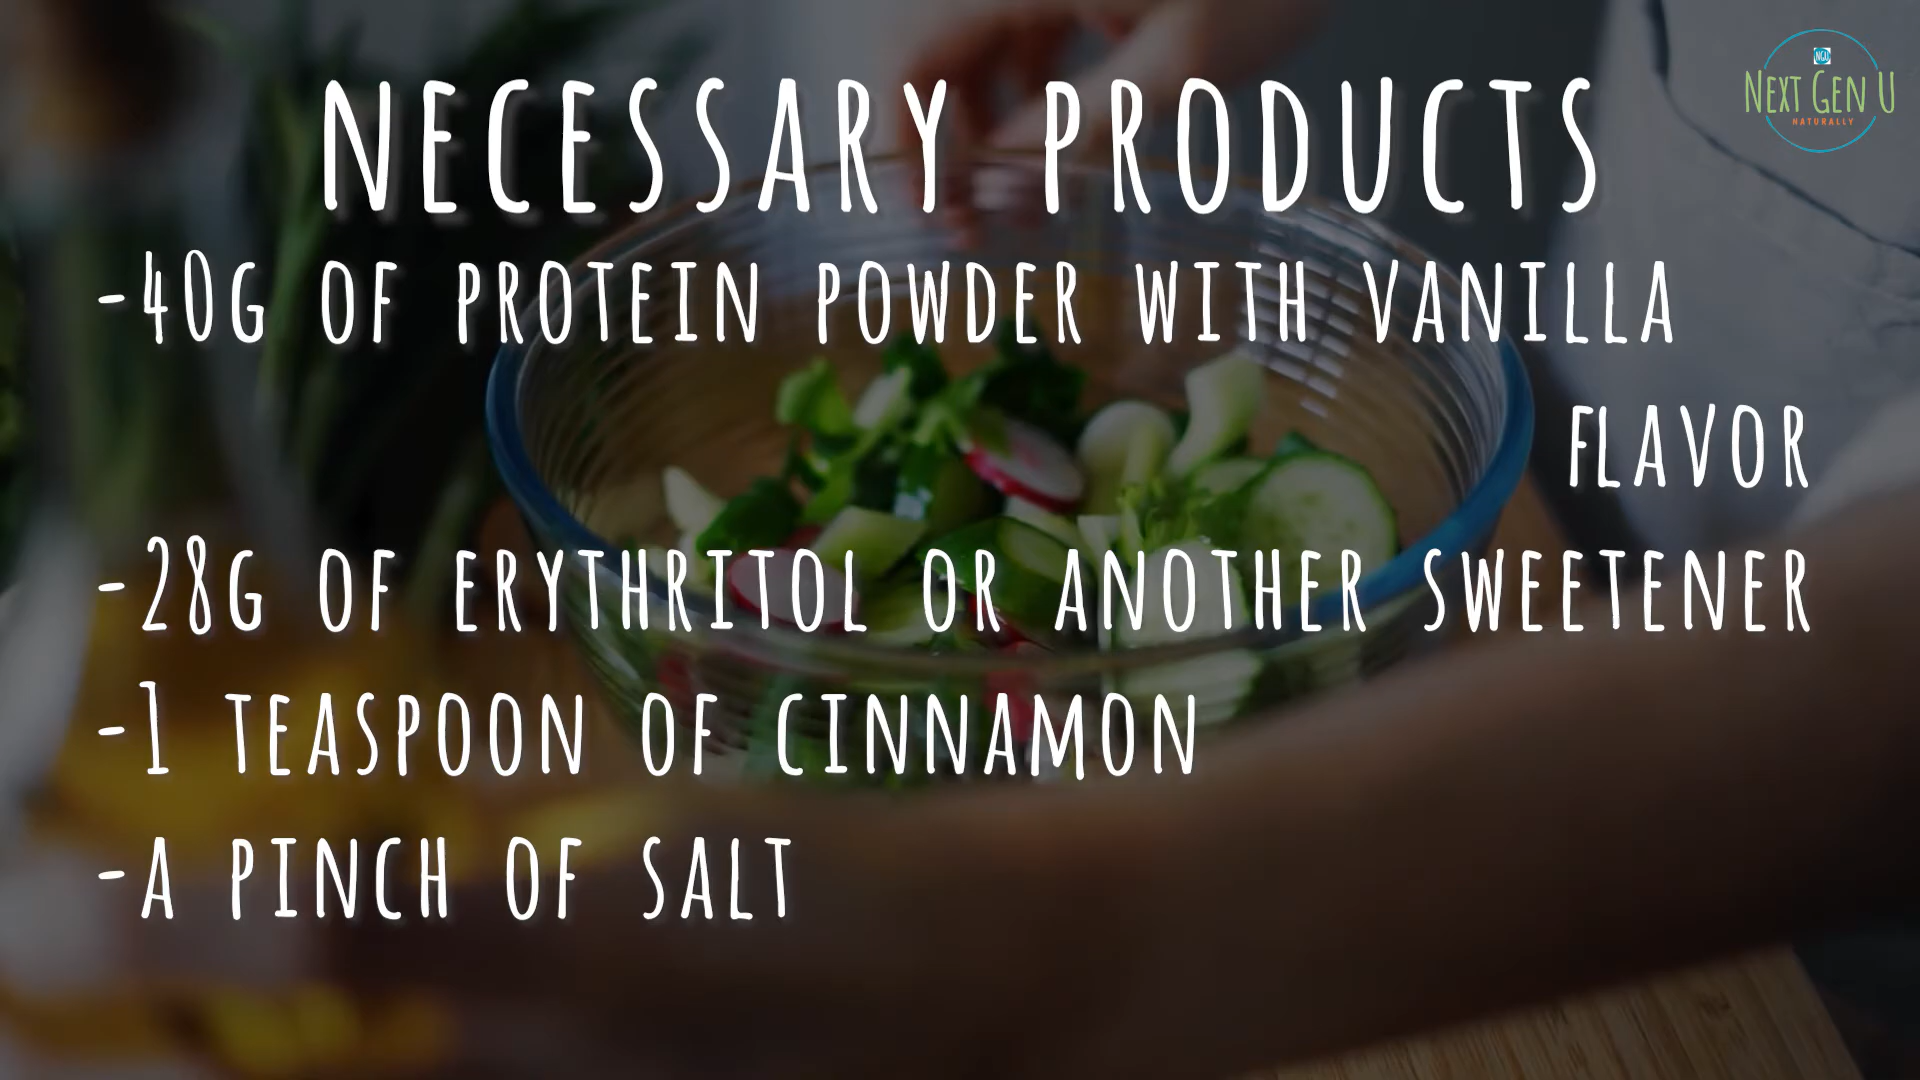 NECESSARY PRODUCTS
NGU
NEXT GEN U
NATURALLY
-40G OF PROTEIN POWDER WITH VANILLA
FLAVOR
-28G OF ERYTHRITOL OR ANOTHER SWEETENER
-1 TEASPOON OF CINNAMON
-A PINCH OF SALT